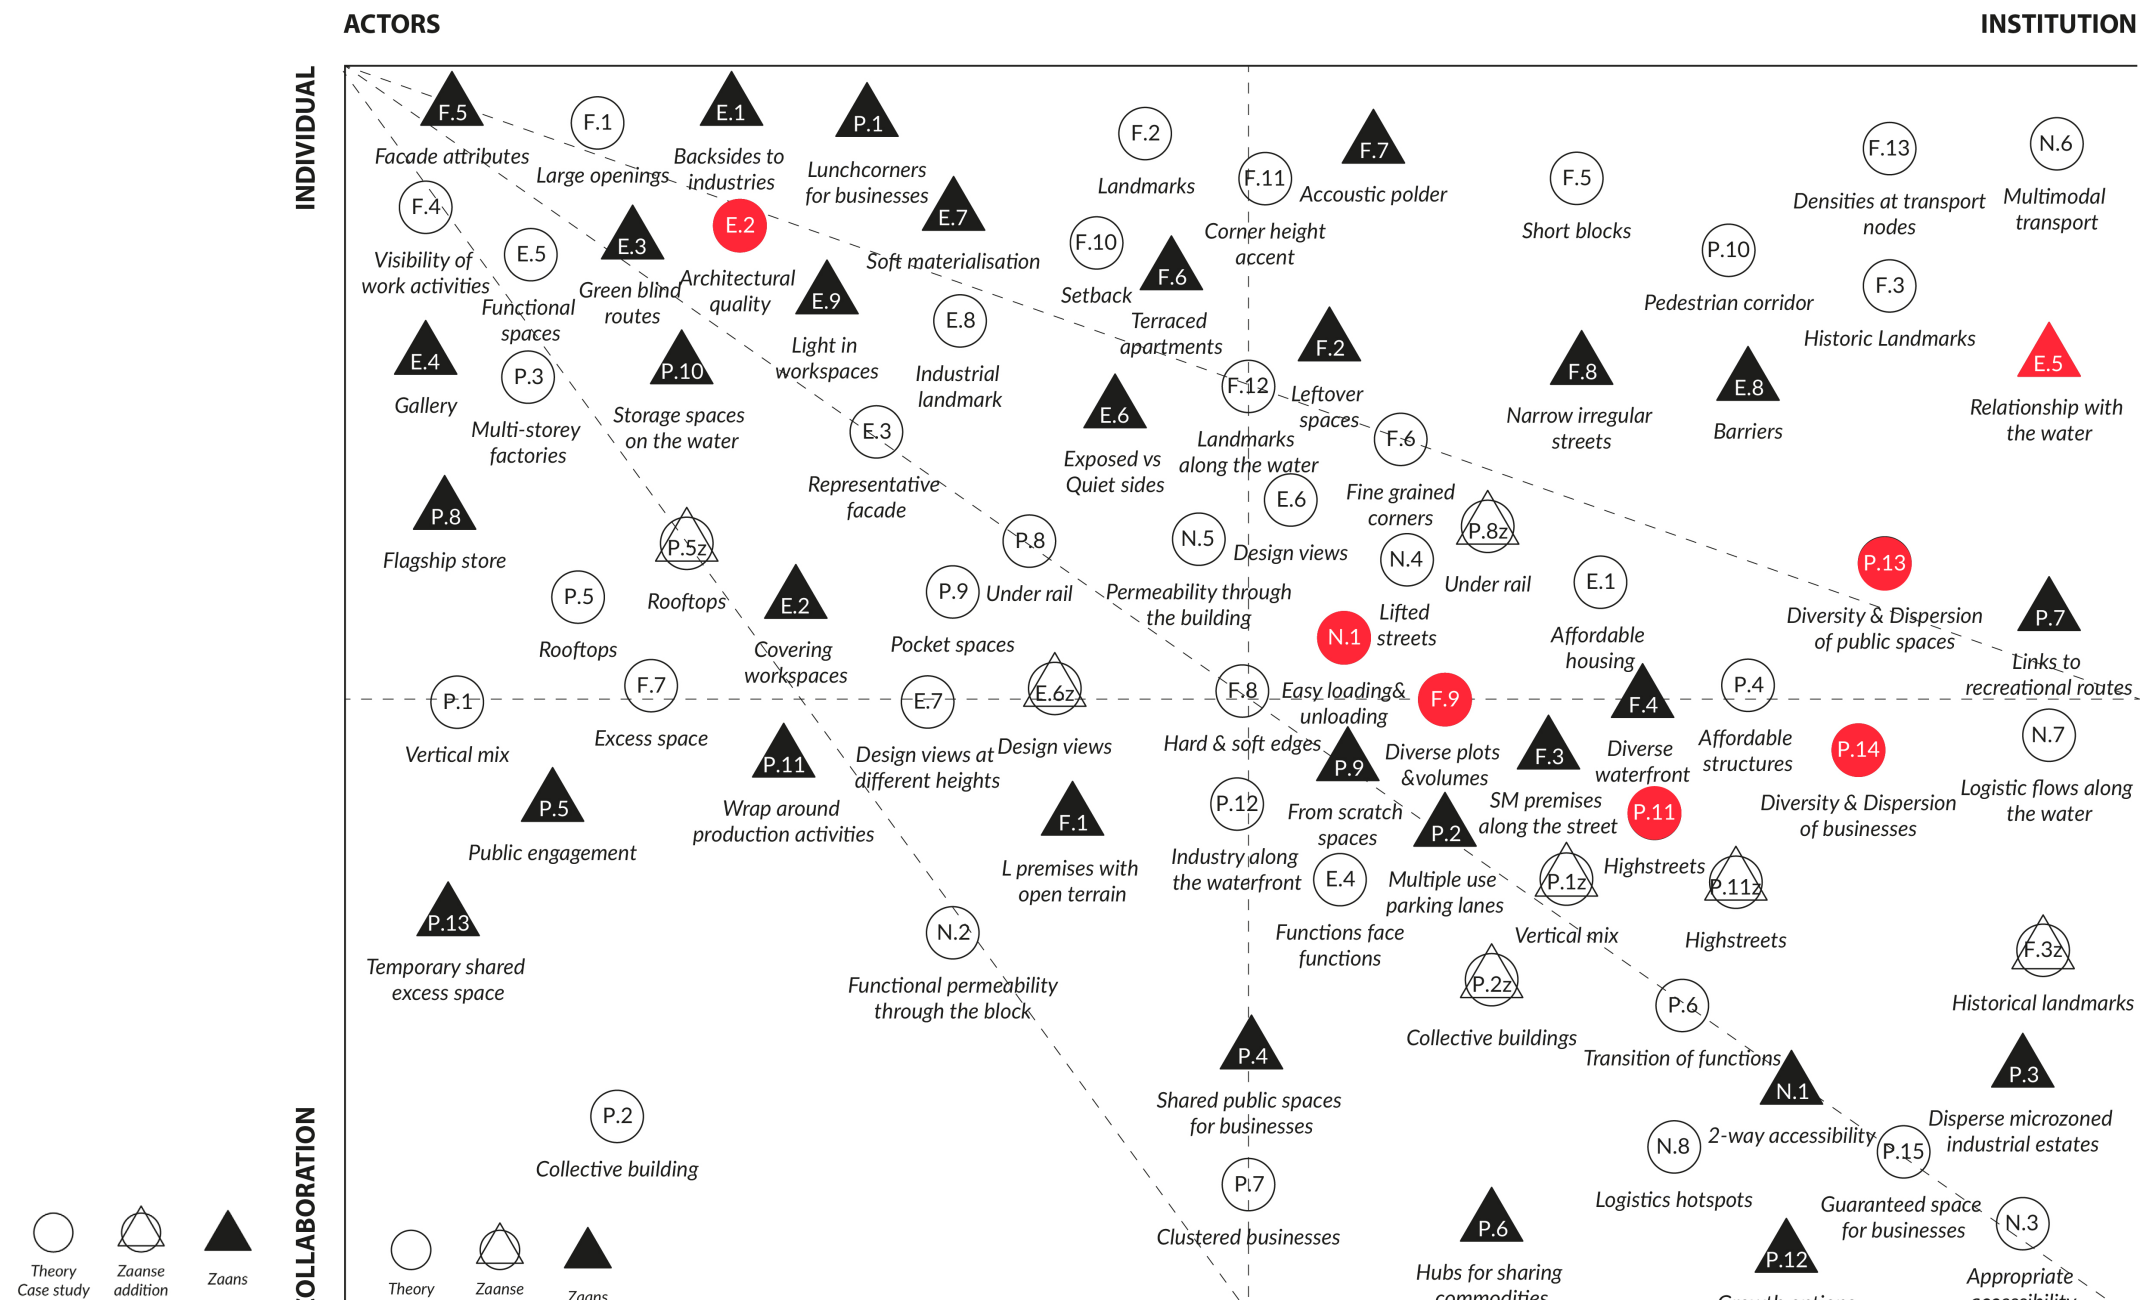 ACTORS
INSTITUTION
INDIVIDUAL
F.5
Facade attributes
F.1
Large openings
E.1
Backsides to
industries
P.1
Lunchcorners
for businesses
F.2
Landmarks
F.11
Corner height
accent
F.7
Accoustic polder
F.5
Short blocks
F.13
Densities at transport
nodes
N.6
Multimodal
transport
F.4
Visibility of
work activities
E.5
Functional
spaces
E.3
Green blind
routes
E.2
Architectural
quality
E.7
Soft materialisation
F.10
Setback
F.6
Terraced
apartments
P.10
Pedestrian corridor
F.3
Historic Landmarks
E.9
Light in
workspaces
E.8
Industrial
landmark
E.4
Gallery
P.3
Multi-storey
factories
P.10
Storage spaces
on the water
E.3
Representative
facade
E.6
Exposed vs
Quiet sides
F.12
Landmarks
along the water
F.2
Leftover
spaces
F.6
Fine grained
corners
F.8
Narrow irregular
streets
E.8
Barriers
E.5
Relationship with
the water
P.8
Flagship store
P.5z
Rooftops
P.8
Under rail
N.5
Permeability through
the building
E.6
Design views
N.4
Lifted
streets
P.8z
Under rail
E.1
Affordable
housing
P.13
Diversity & Dispersion
of public spaces
P.7
Links to
recreational routes
P.5
Rooftops
E.2
Covering
workspaces
P.9
Pocket spaces
N.1
Easy loading&
unloading
P.1
Vertical mix
F.7
Excess space
E.7
Design views at
different heights
E.6z
Design views
F.8
Hard & soft edges
F.9
Diverse plots
&volumes
F.4
Diverse
waterfront
P.4
Affordable
structures
P.14
Diversity & Dispersion
of businesses
N.7
Logistic flows along
the water
P.5
Public engagement
P.11
Wrap around
production activities
F.1
L premises with
open terrain
P.12
Industry along
the waterfront
P.9
From scratch
spaces
P.2
Multiple use
parking lanes
F.3
SM premises
along the street
P.11
Highstreets
P.13
Temporary shared
excess space
N.2
Functional permeability
through the block
E.4
Functions face
functions
P.1z
Vertical mix
P.11z
Highstreets
P.2z
Collective buildings
F.3z
Historical landmarks
P.6
Transition of functions
P.4
Shared public spaces
for businesses
N.1
2-way accessibility
P.3
Disperse microzoned
industrial estates
P.2
Collective building
N.8
Logistics hotspots
P.15
Guaranteed space
for businesses
P.7
Clustered businesses
P.6
Hubs for sharing
commodities
P.12
N.3
Appropriate
Theory
Case study
Zaanse
addition
Zaans
Theory
Zaanse
Zaans